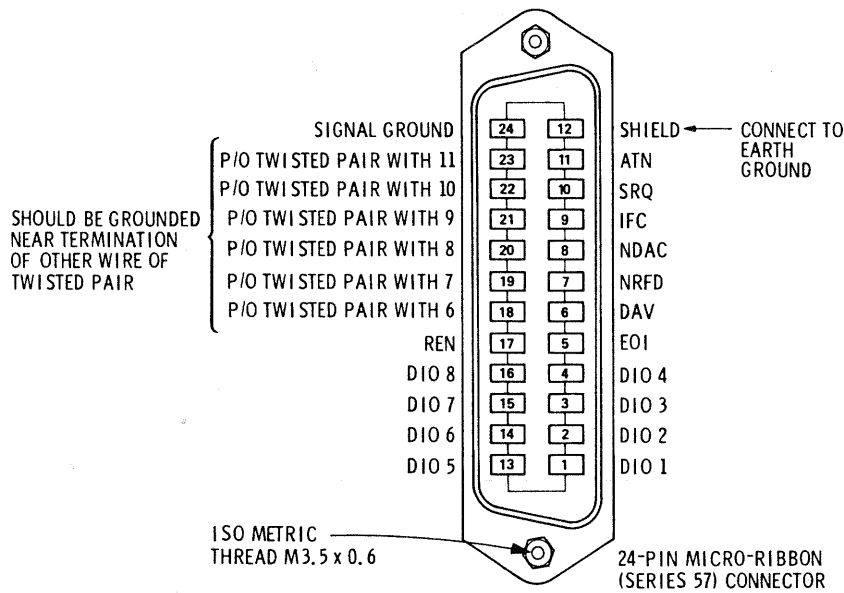 SIGNAL GROUND 24 12 SHIELD CONNECT TO
EARTH
GROUND
P/O TWISTED PAIR WITH 11 23 11 ATN
P/O TWISTED PAIR WITH 10 22 10 SRQ
SHOULD BE GROUNDED
NEAR TERMINATION
OF OTHER WIRE OF
TWISTED PAIR
P/O TWISTED PAIR WITH 9 21 9 IFC
P/O TWISTED PAIR WITH 8 20 8 NDAC
P/O TWISTED PAIR WITH 7 19 7 NRFD
P/O TWISTED PAIR WITH 6 18 6 DAV
REN 17 5 EOI
DIO 8 16 4 DIO 4
DIO 7 15 3 DIO 3
DIO 6 14 2 DIO 2
DIO 5 13 1 DIO 1
ISO METRIC
THREAD M3.5 x 0.6
24-PIN MICRO-RIBBON
(SERIES 57) CONNECTOR